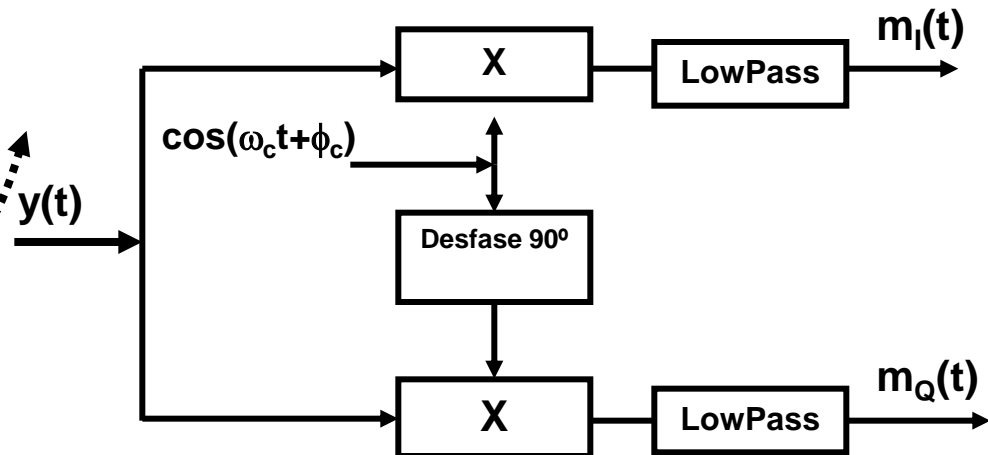 m_I(t)
X
LowPass
cos(ω_ct+φ_c)
y(t)
Desfase 90º
m_Q(t)
X
LowPass